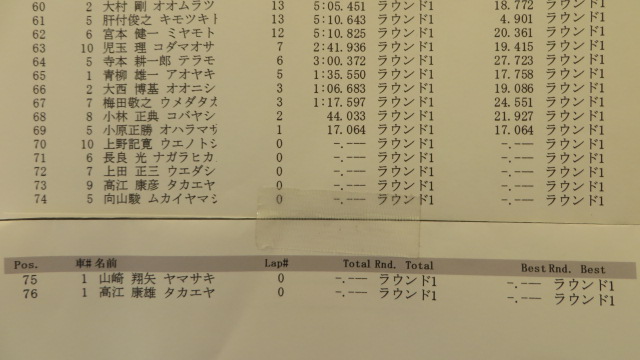 60 2 大村 剛 オオムラツ 13 5:05.451 ラウンド1 18.772 ラウンド1
61 5 肝付俊之 キモツキト 13 5:10.643 ラウンド1 4.901 ラウンド1
62 6 宮本 健一 ミヤモト 12 5:10.825 ラウンド1 20.361 ラウンド1
63 10 児玉 理 コダマオサ 7 2:41.936 ラウンド1 19.415 ラウンド1
64 5 寺本 耕一郎 テラモ 6 3:00.372 ラウンド1 27.723 ラウンド1
65 1 青柳 雄一 アオヤキ 5 1:35.550 ラウンド1 17.758 ラウンド1
66 2 大西 博基 オオニシ 3 1:06.683 ラウンド1 19.086 ラウンド1
67 7 梅田敬之 ウメダタカ 3 1:17.597 ラウンド1 24.551 ラウンド1
68 8 小林 正典 コバヤシ 2 44.033 ラウンド1 21.927 ラウンド1
69 5 小原正勝 オハラマサ 1 17.064 ラウンド1 17.064 ラウンド1
70 10 上野記寛 ウエノトシ 0 -.--- ラウンド1 -.--- ラウンド1
71 6 長良 光 ナガラヒカ 0 -.--- ラウンド1 -.--- ラウンド1
72 7 上田 正三 ウエダシ 0 -.--- ラウンド1 -.--- ラウンド1
73 9 高江 康彦 タカエヤ 0 -.--- ラウンド1 -.--- ラウンド1
74 5 向山駿 ムカイヤマシ 0 -.--- ラウンド1 -.--- ラウンド1
Pos. 車# 名前 Lap# Total Rnd. Total Best Rnd. Best
75 1 山崎 翔矢 ヤマサキ 0 -.--- ラウンド1 -.--- ラウンド1
76 1 高江 康雄 タカエヤ 0 -.--- ラウンド1 -.--- ラウンド1